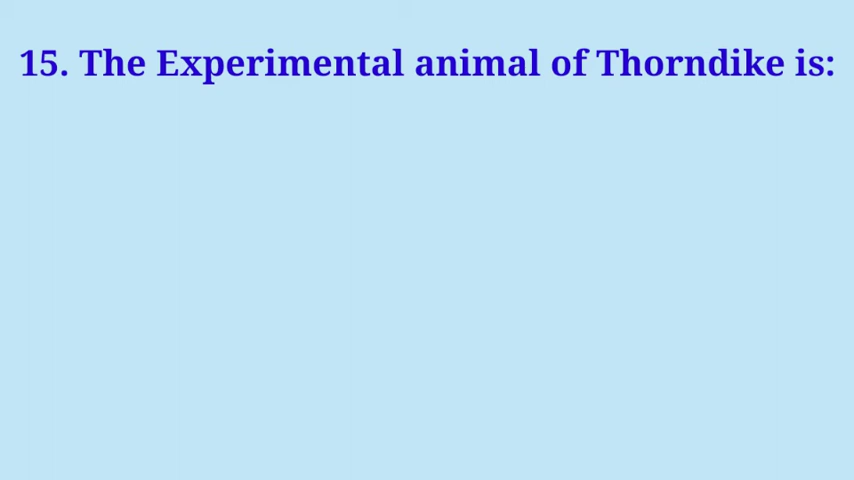 15. The Experimental animal of Thorndike is: